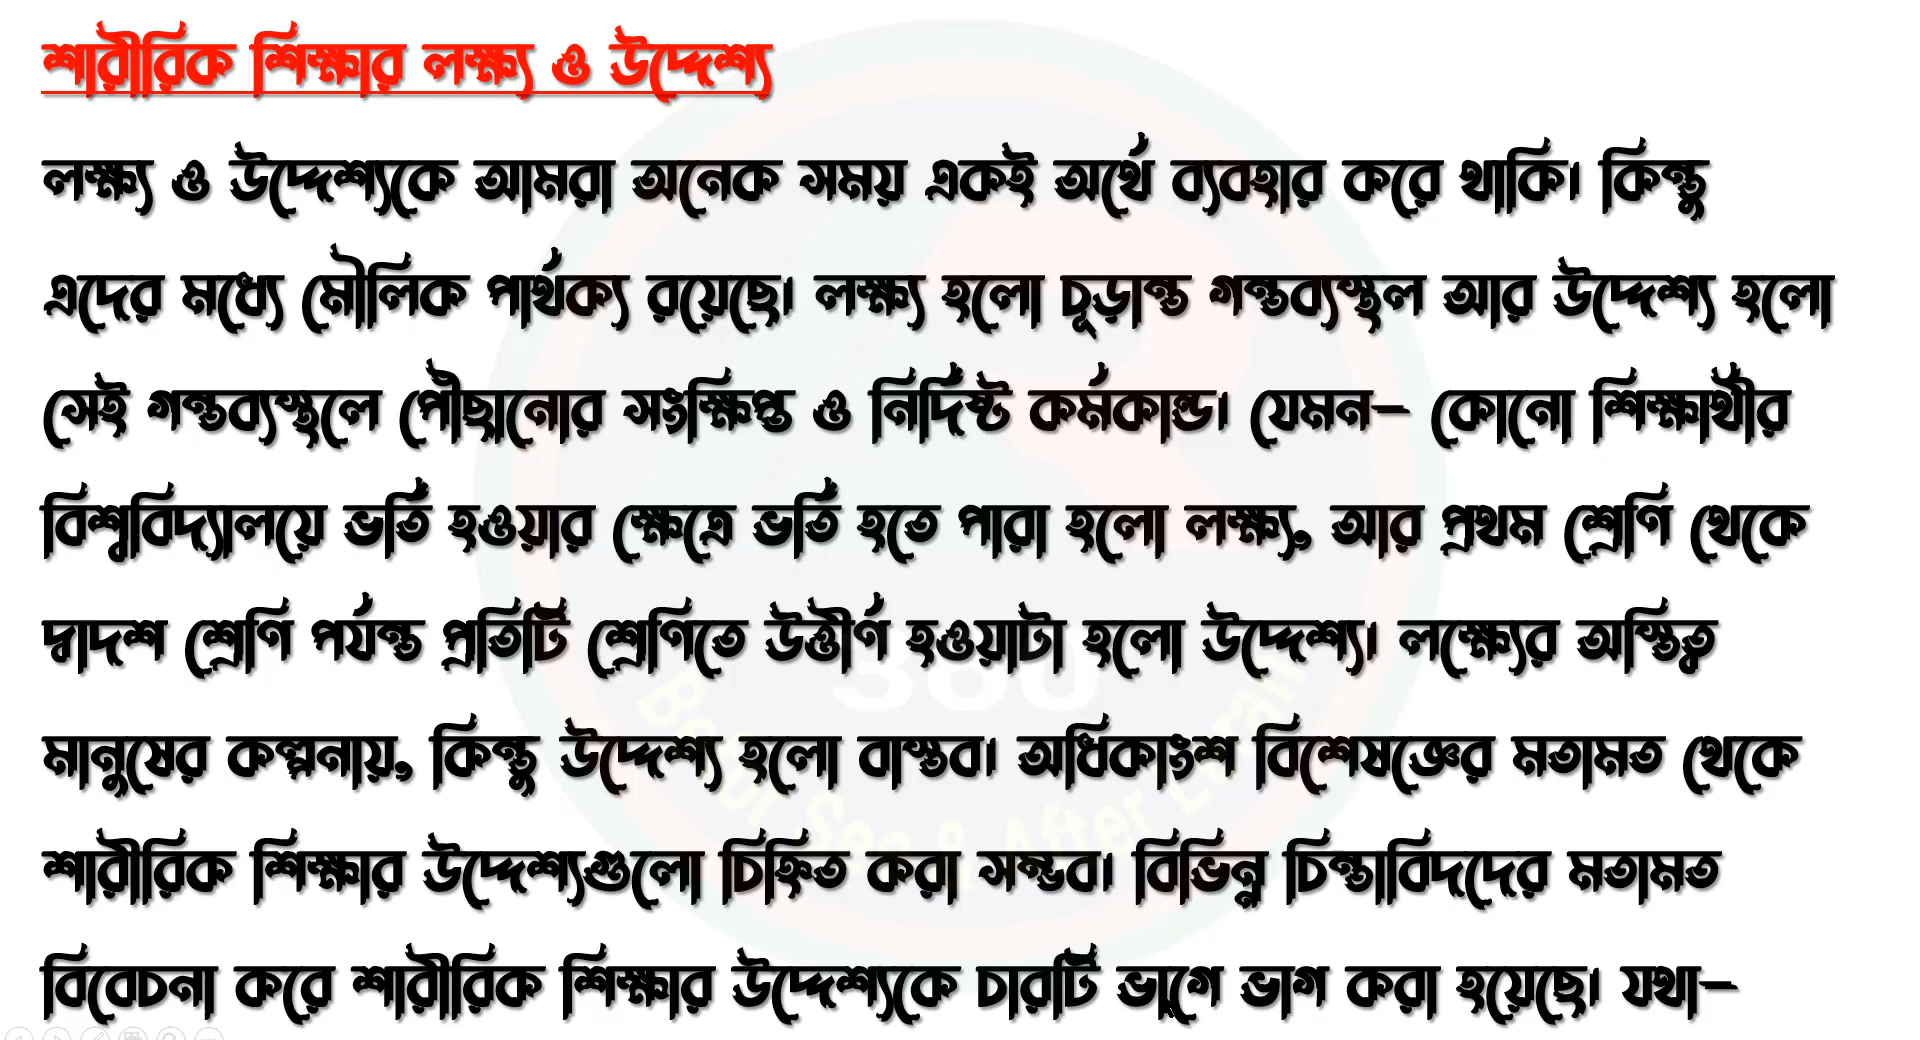 শারীরিক শিক্ষার লক্ষ্য ও উদ্দেশ্য
লক্ষ্য ও উদ্দেশ্যকে আমরা অনেক সময় একই অর্থে ব্যবহার করে থাকি। কিন্তু
এদের মধ্যে মৌলিক পার্থক্য রয়েছে। লক্ষ্য হলো চূড়ান্ত গন্তব্যস্থল আর উদ্দেশ্য হলো
সেই গন্তব্যস্থলে পৌছানোর সংক্ষিপ্ত ও নির্দিষ্ট কর্মকান্ড। যেমন– কোনো শিক্ষার্থীর
বিশ্ববিদ্যালয়ে ভর্তি হওয়ার ক্ষেত্রে ভর্তি হতে পারা হলো লক্ষ্য, আর প্রথম শ্রেণি থেকে
দ্বাদশ শ্রেণি পর্যন্ত প্রতিটি শ্রেণিতে উত্তীর্ণ হওয়াটা হলো উদ্দেশ্য। লক্ষ্যের অস্তিত্ব
মানুষের কল্পনায়, কিন্তু উদ্দেশ্য হলো বাস্তব। অধিকাংশ বিশেষজ্ঞের মতামত থেকে
শারীরিক শিক্ষার উদ্দেশ্যগুলো চিহ্নিত করা সম্ভব। বিভিন্ন চিন্তাবিদদের মতামত
বিবেচনা করে শারীরিক শিক্ষার উদ্দেশ্যকে চারটি ভাগে ভাগ করা হয়েছে। যথা–
360